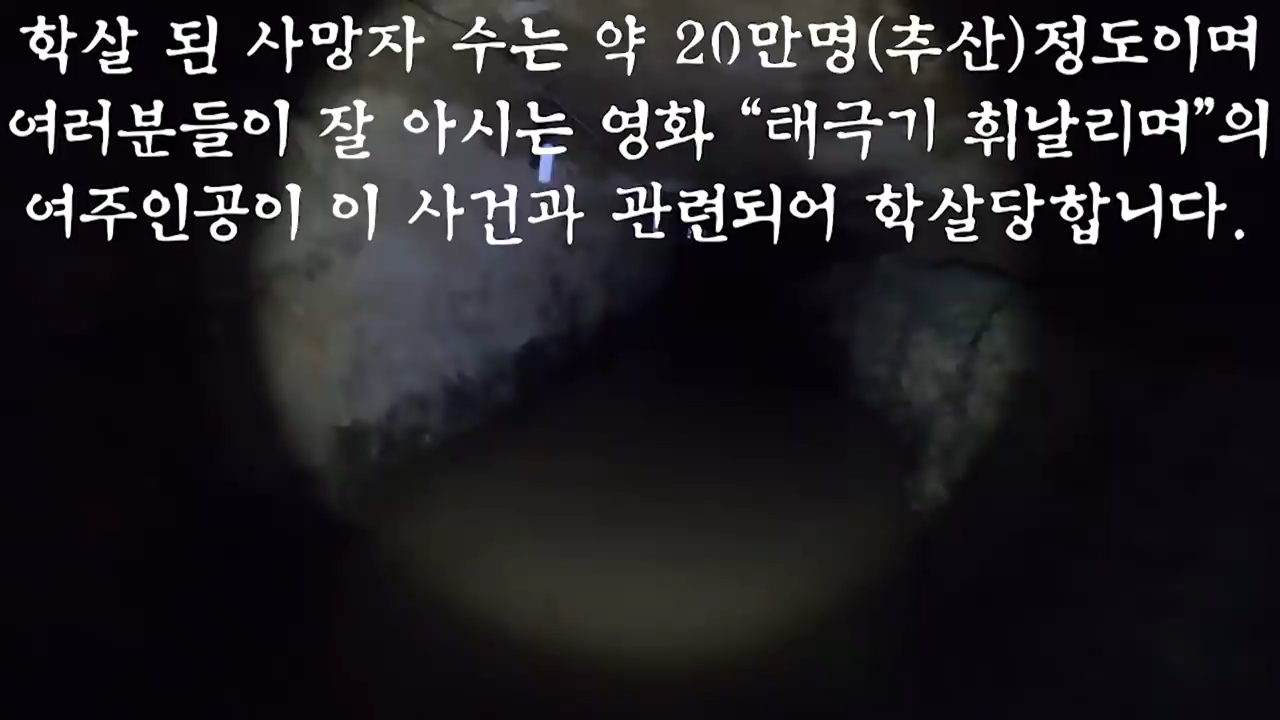 학살 된 사망자 수는 약 20만명(추산)정도이며
여러분들이 잘 아시는 영화 “태극기 휘날리며”의
여주인공이 이 사건과 관련되어 학살당합니다.